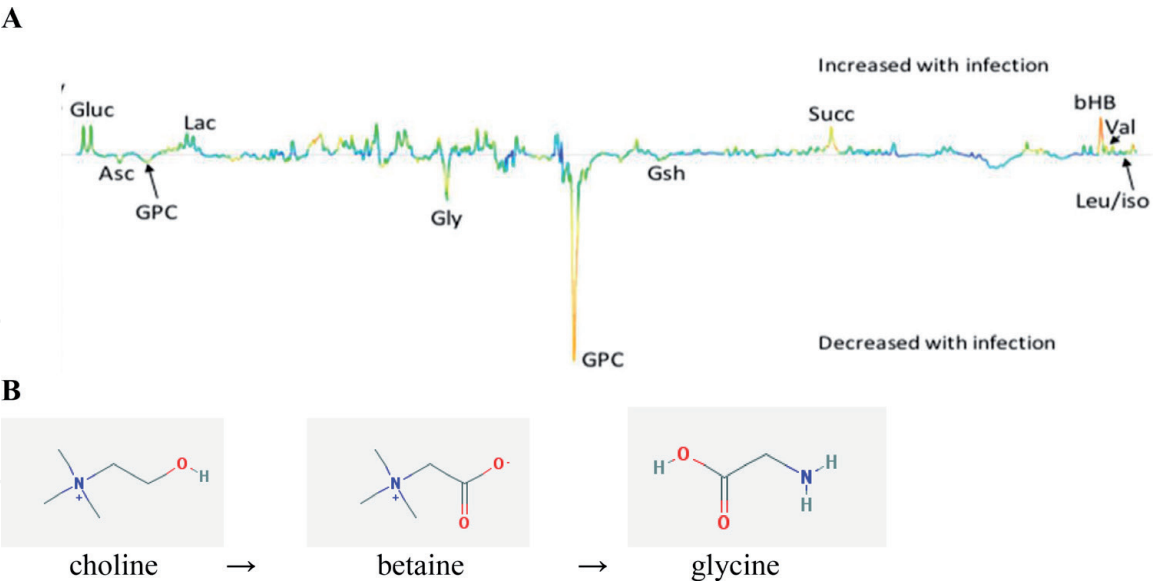 A
Increased with infection
Gluc
Lac
Succ
bHB
Val
Asc
GPC
Gly
Gsh
Leu/iso
GPC
Decreased with infection
B
N
+
O
H
N
+
O-
O
H
O
O
N
H
H
choline → betaine → glycine